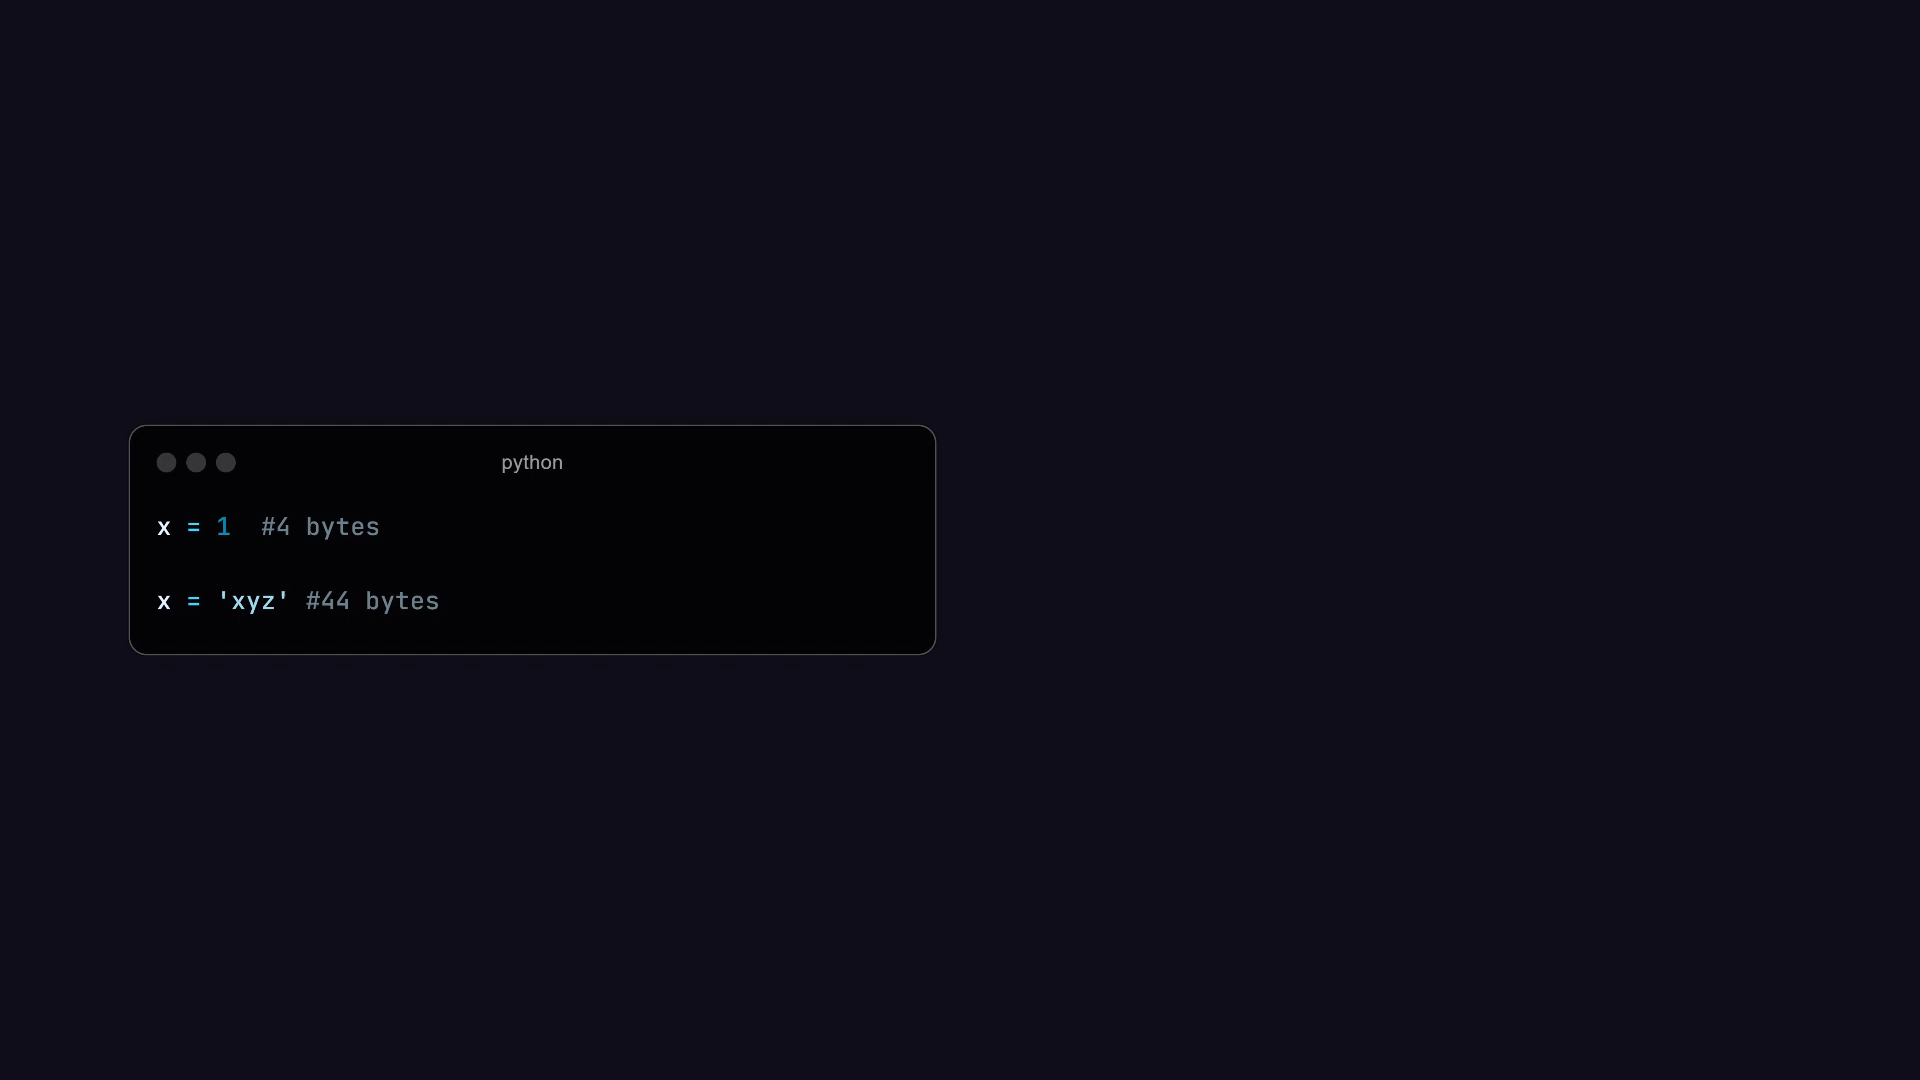 python
x = 1  #4 bytes
x = 'xyz' #44 bytes